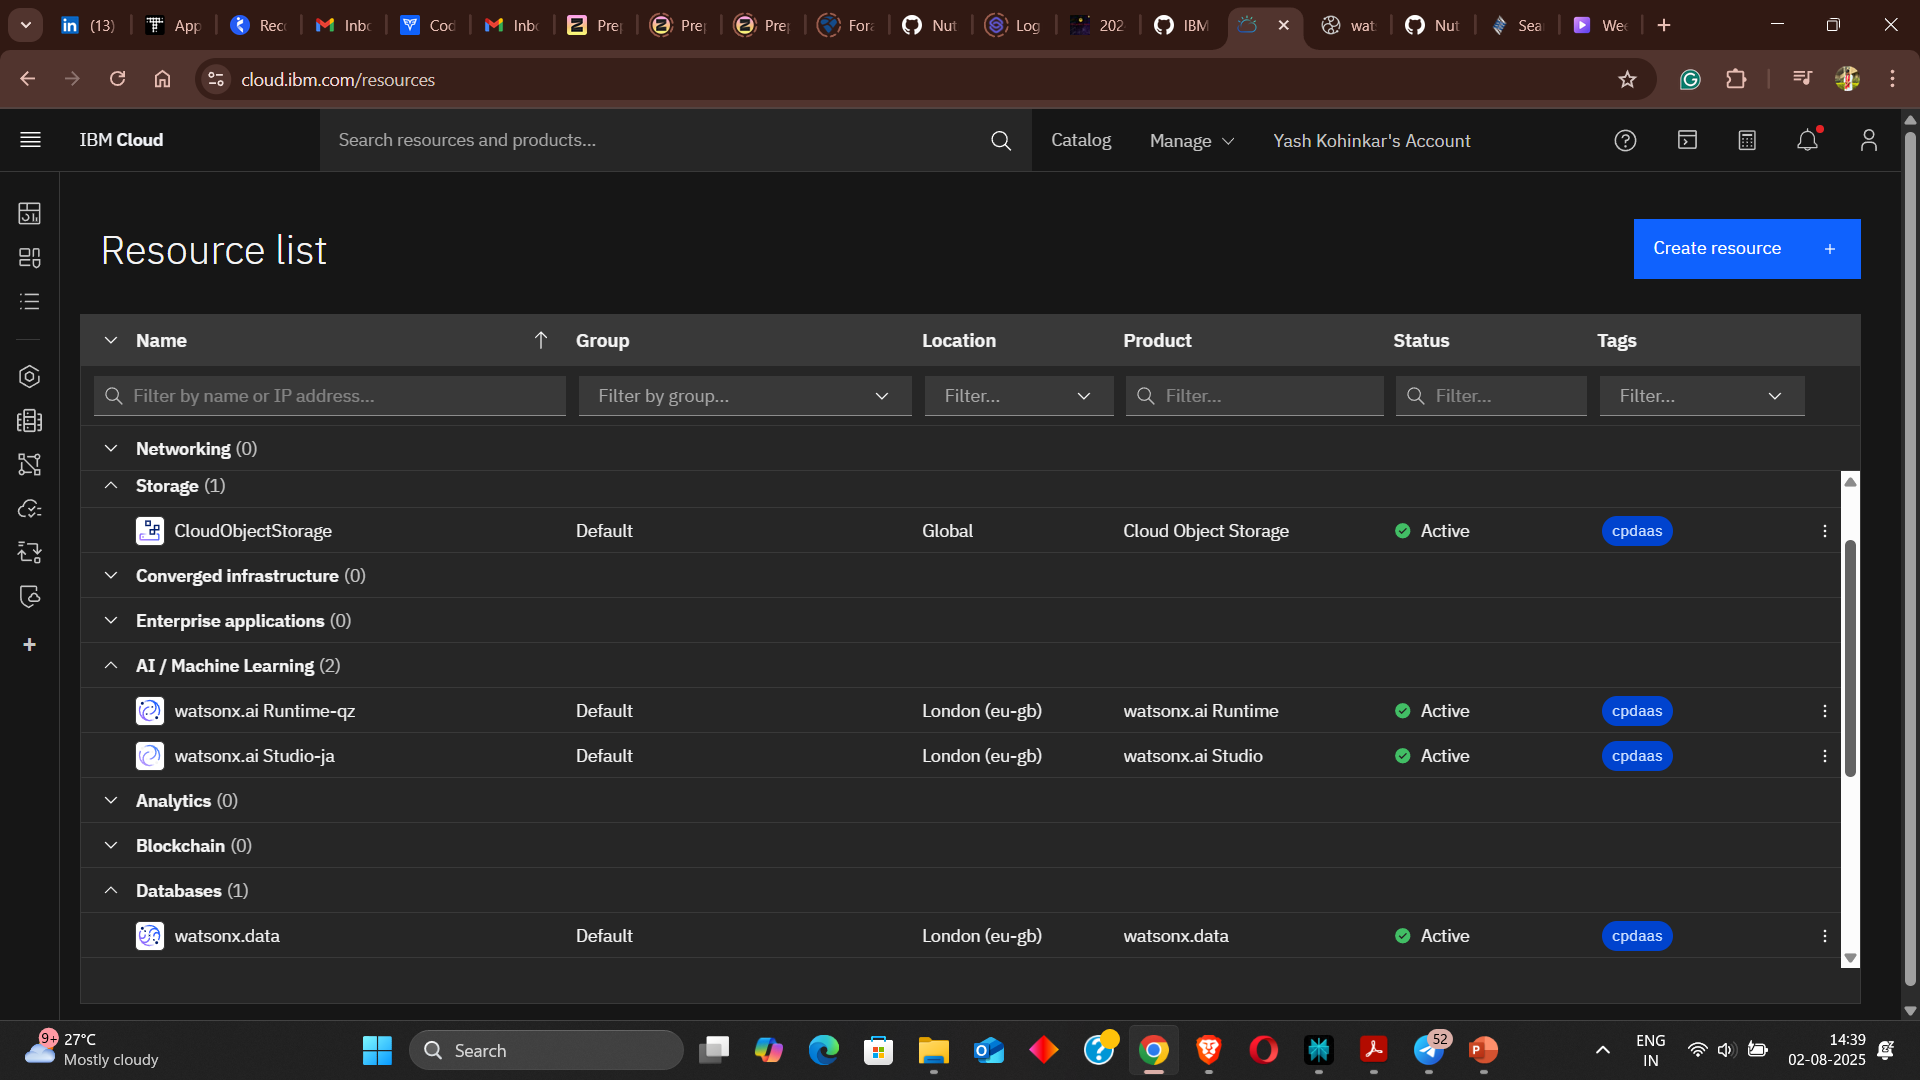 (13)
App
Reco
Inbo
Cod
Inbo
Prep
Prep
Prep
Fora
Nut
Log
202
IBM
wat
Nut
Sea
Wee
cloud.ibm.com/resources
IBM Cloud
Search resources and products...
Catalog
Manage
Yash Kohinkar's Account
Resource list
Create resource +
Name
Group
Location
Product
Status
Tags
Filter by name or IP address...
Filter by group...
Filter...
Filter...
Filter...
Filter...
Networking (0)
Storage (1)
CloudObjectStorage Default Global Cloud Object Storage Active cpdaas
Converged infrastructure (0)
Enterprise applications (0)
AI / Machine Learning (2)
watsonx.ai Runtime-qz Default London (eu-gb) watsonx.ai Runtime Active cpdaas
watsonx.ai Studio-ja Default London (eu-gb) watsonx.ai Studio Active cpdaas
Analytics (0)
Blockchain (0)
Databases (1)
watsonx.data Default London (eu-gb) watsonx.data Active cpdaas
9+
27°C
Mostly cloudy
Search
52
ENG
IN
14:39
02-08-2025